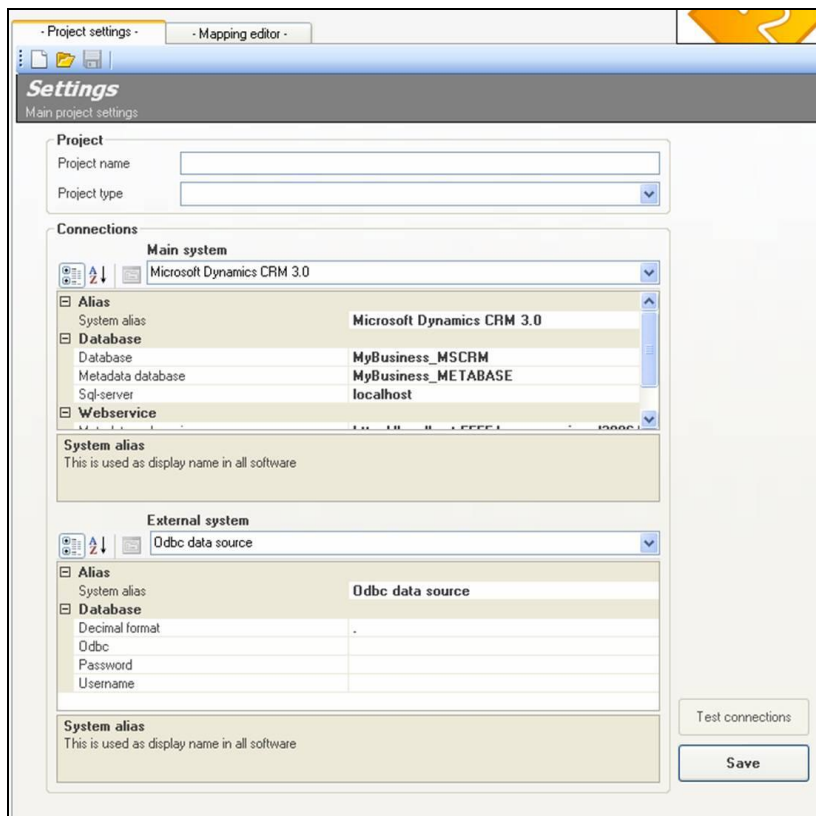 - Project settings -
- Mapping editor -
Settings
Main project settings
Project
Project name
Project type
Connections
Main system
Microsoft Dynamics CRM 3.0
Alias
System alias Microsoft Dynamics CRM 3.0
Database
Database MyBusiness_MSCRM
Metadata database MyBusiness_METABASE
Sql-server localhost
Webservice
System alias
This is used as display name in all software
External system
Odbc data source
Alias
System alias Odbc data source
Database
Decimal format .
Odbc
Password
Username
System alias
This is used as display name in all software
Test connections
Save